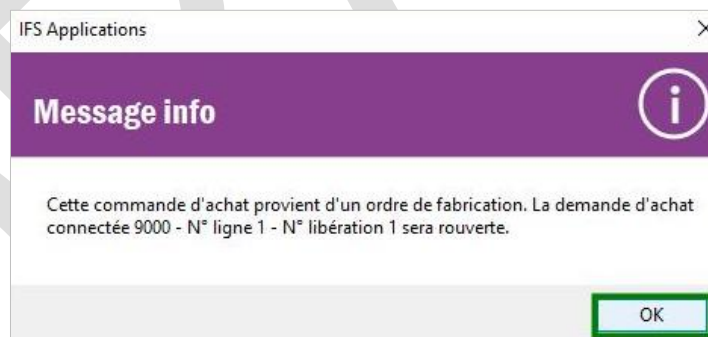 IFS Applications
Message info
Cette commande d'achat provient d'un ordre de fabrication. La demande d'achat
connectée 9000 - N° ligne 1 - N° libération 1 sera rouverte.
OK